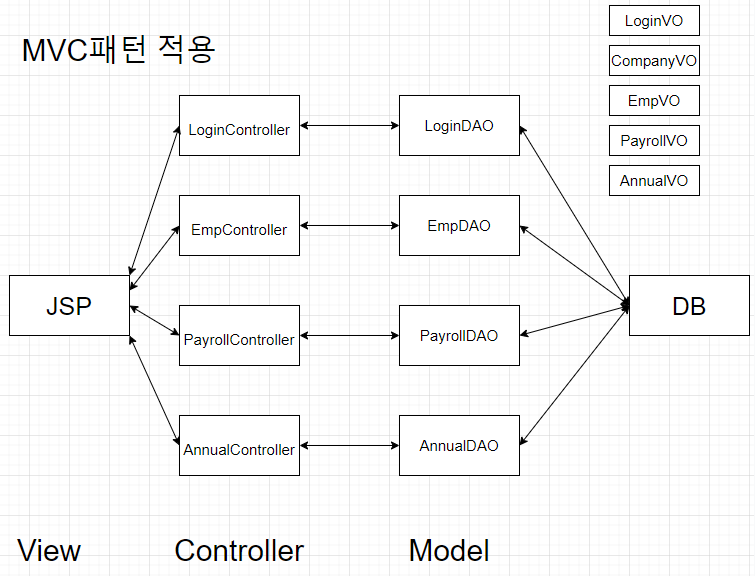 MVC패턴 적용
LoginVO
CompanyVO
EmpVO
PayrollVO
AnnualVO
LoginController
LoginDAO
EmpController
EmpDAO
JSP
DB
PayrollController
PayrollDAO
AnnualController
AnnualDAO
View
Controller
Model